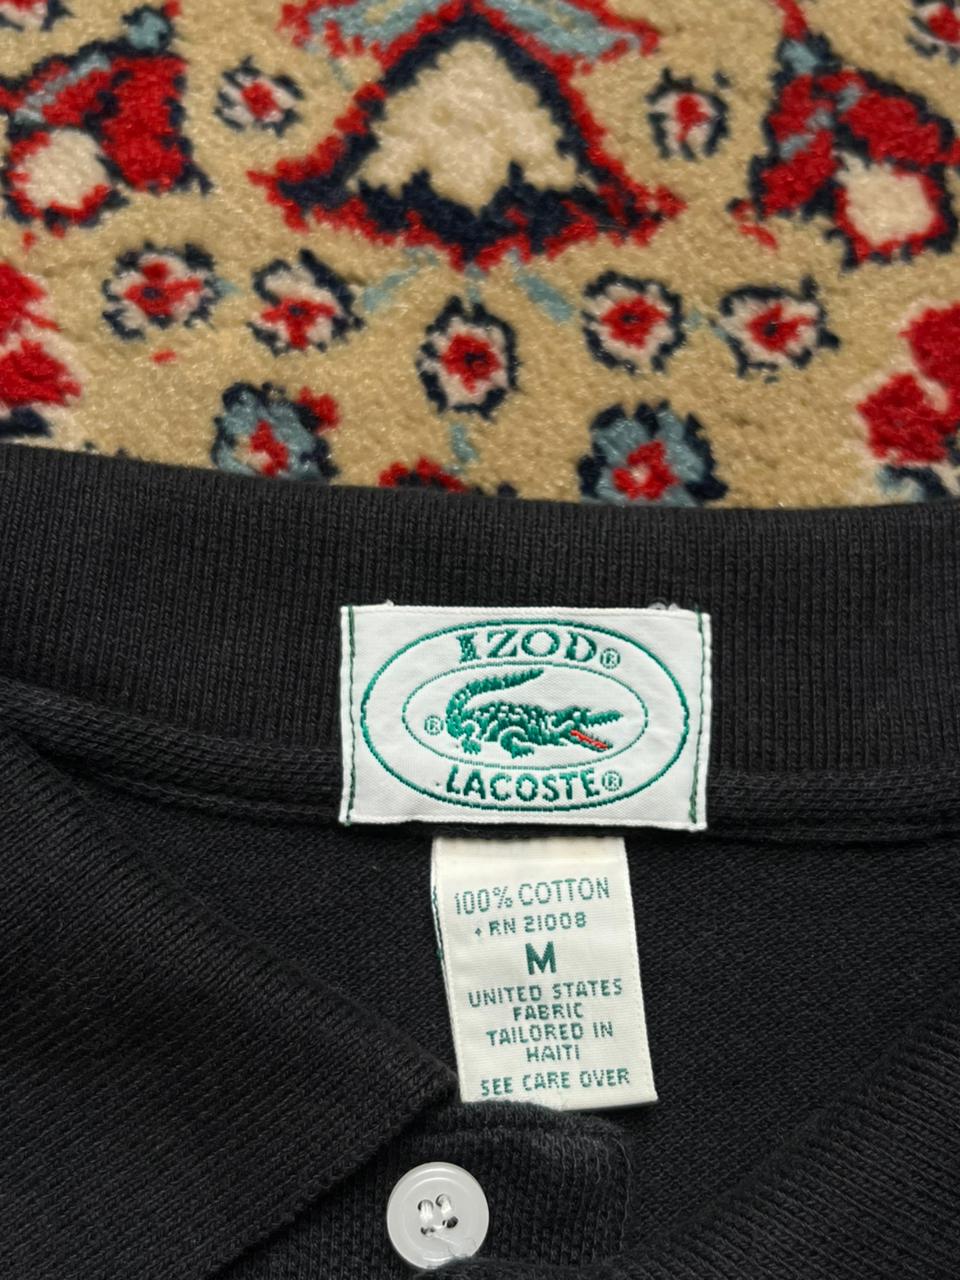 IZOD®
®
LACOSTE®
100% COTTON
RN 21008
M
UNITED STATES
FABRIC
TAILORED IN
HAITI
SEE CARE OVER